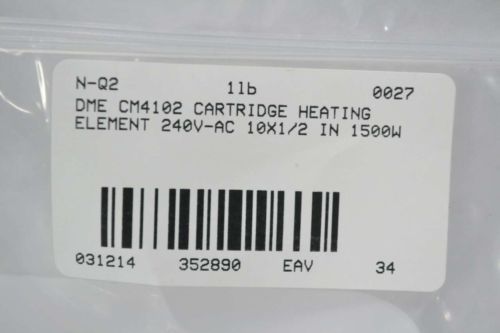 N-Q2 1lb 0027
DME CM4102 CARTRIDGE HEATING
ELEMENT 240V-AC 10X1/2 IN 1500W
031214 352890 EAV 34